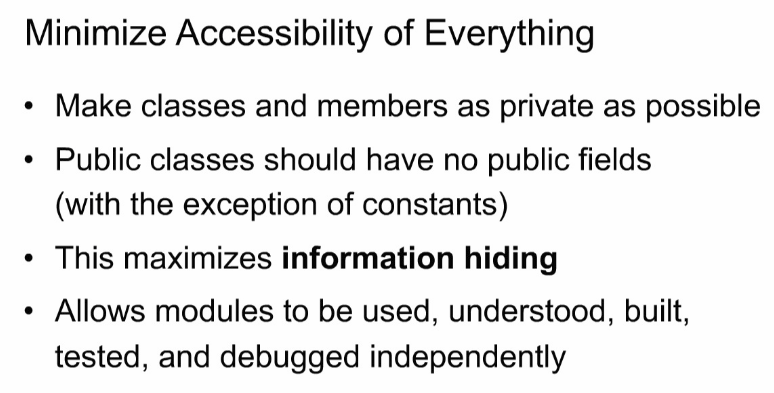 Minimize Accessibility of Everything
• Make classes and members as private as possible
• Public classes should have no public fields
(with the exception of constants)
• This maximizes information hiding
• Allows modules to be used, understood, built,
tested, and debugged independently